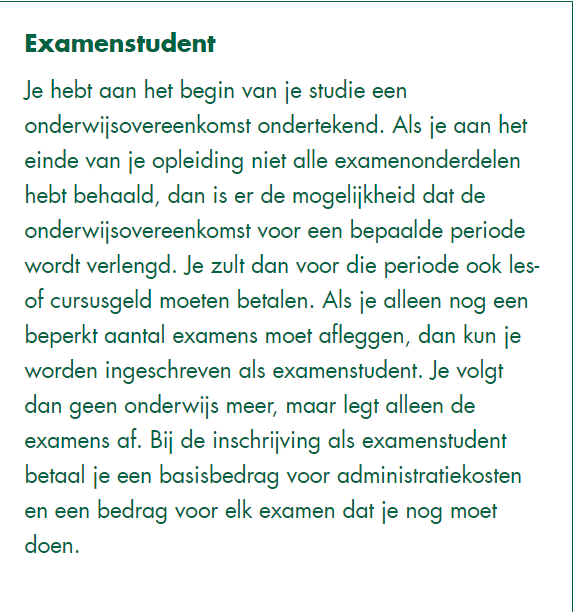 Examenstudent
Je hebt aan het begin van je studie een
onderwijsovereenkomst ondertekend. Als je aan het
einde van je opleiding niet alle examenonderdelen
hebt behaald, dan is er de mogelijkheid dat de
onderwijsovereenkomst voor een bepaalde periode
wordt verlengd. Je zult dan voor die periode ook les-
of cursusgeld moeten betalen. Als je alleen nog een
beperkt aantal examens moet afleggen, dan kun je
worden ingeschreven als examenstudent. Je volgt
dan geen onderwijs meer, maar legt alleen de
examens af. Bij de inschrijving als examenstudent
betaal je een basisbedrag voor administratiekosten
en een bedrag voor elk examen dat je nog moet
doen.